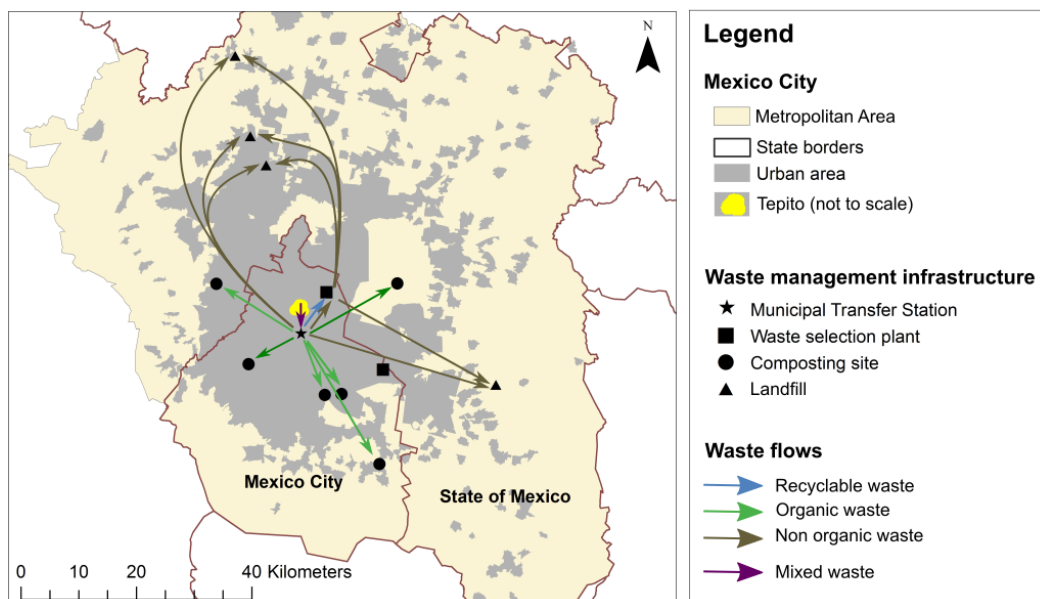 N
Mexico City
State of Mexico
0 10 20 40 Kilometers
Legend
Mexico City
Metropolitan Area
State borders
Urban area
Tepito (not to scale)
Waste management infrastructure
Municipal Transfer Station
Waste selection plant
Composting site
Landfill
Waste flows
Recyclable waste
Organic waste
Non organic waste
Mixed waste